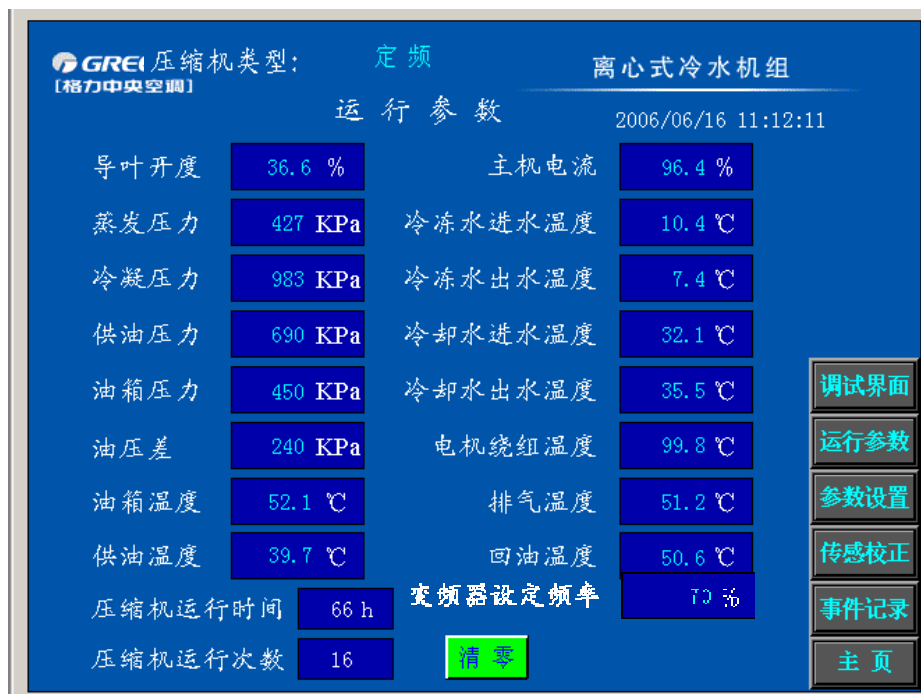 GREE 压缩机类型: 定频 离心式冷水机组
[格力中央空调]
运行参数 2006/06/16 11:12:11
导叶开度 36.6 % 主机电流 96.4 %
蒸发压力 427 KPa 冷冻水进水温度 10.4 ℃
冷凝压力 983 KPa 冷冻水出水温度 7.4 ℃
供油压力 690 KPa 冷却水进水温度 32.1 ℃
油箱压力 450 KPa 冷却水出水温度 35.5 ℃ 调试界面
油压差 240 KPa 电机绕组温度 99.8 ℃ 运行参数
油箱温度 52.1 ℃ 排气温度 51.2 ℃ 参数设置
供油温度 39.7 ℃ 回油温度 50.6 ℃ 传感校正
压缩机运行时间 66 h 变频器设定频率 % 事件记录
压缩机运行次数 16 清零 主页